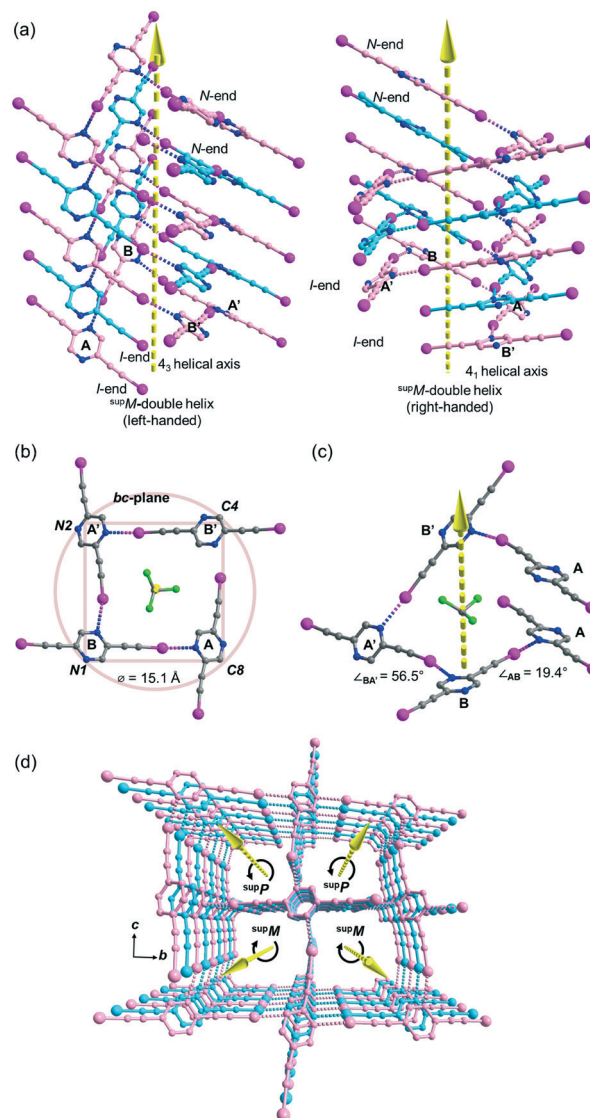 (a)
N-end
N-end
B
A'
B'
A
I-end
I-end
4₃ helical axis
ˢᵘᵖM-double helix
(left-handed)
N-end
N-end
B
A'
A
I-end
I-end
B'
4₁ helical axis
ˢᵘᵖM-double helix
(right-handed)
(b)
bc-plane
N2
A'
C4
B'
B
A
N1
C8
⌀ = 15.1 Å
(c)
B'
A
A'
A
B
∠BA' = 56.5°
∠AB = 19.4°
(d)
ˢᵘᵖP
ˢᵘᵖP
ˢᵘᵖM
ˢᵘᵖM
c
b